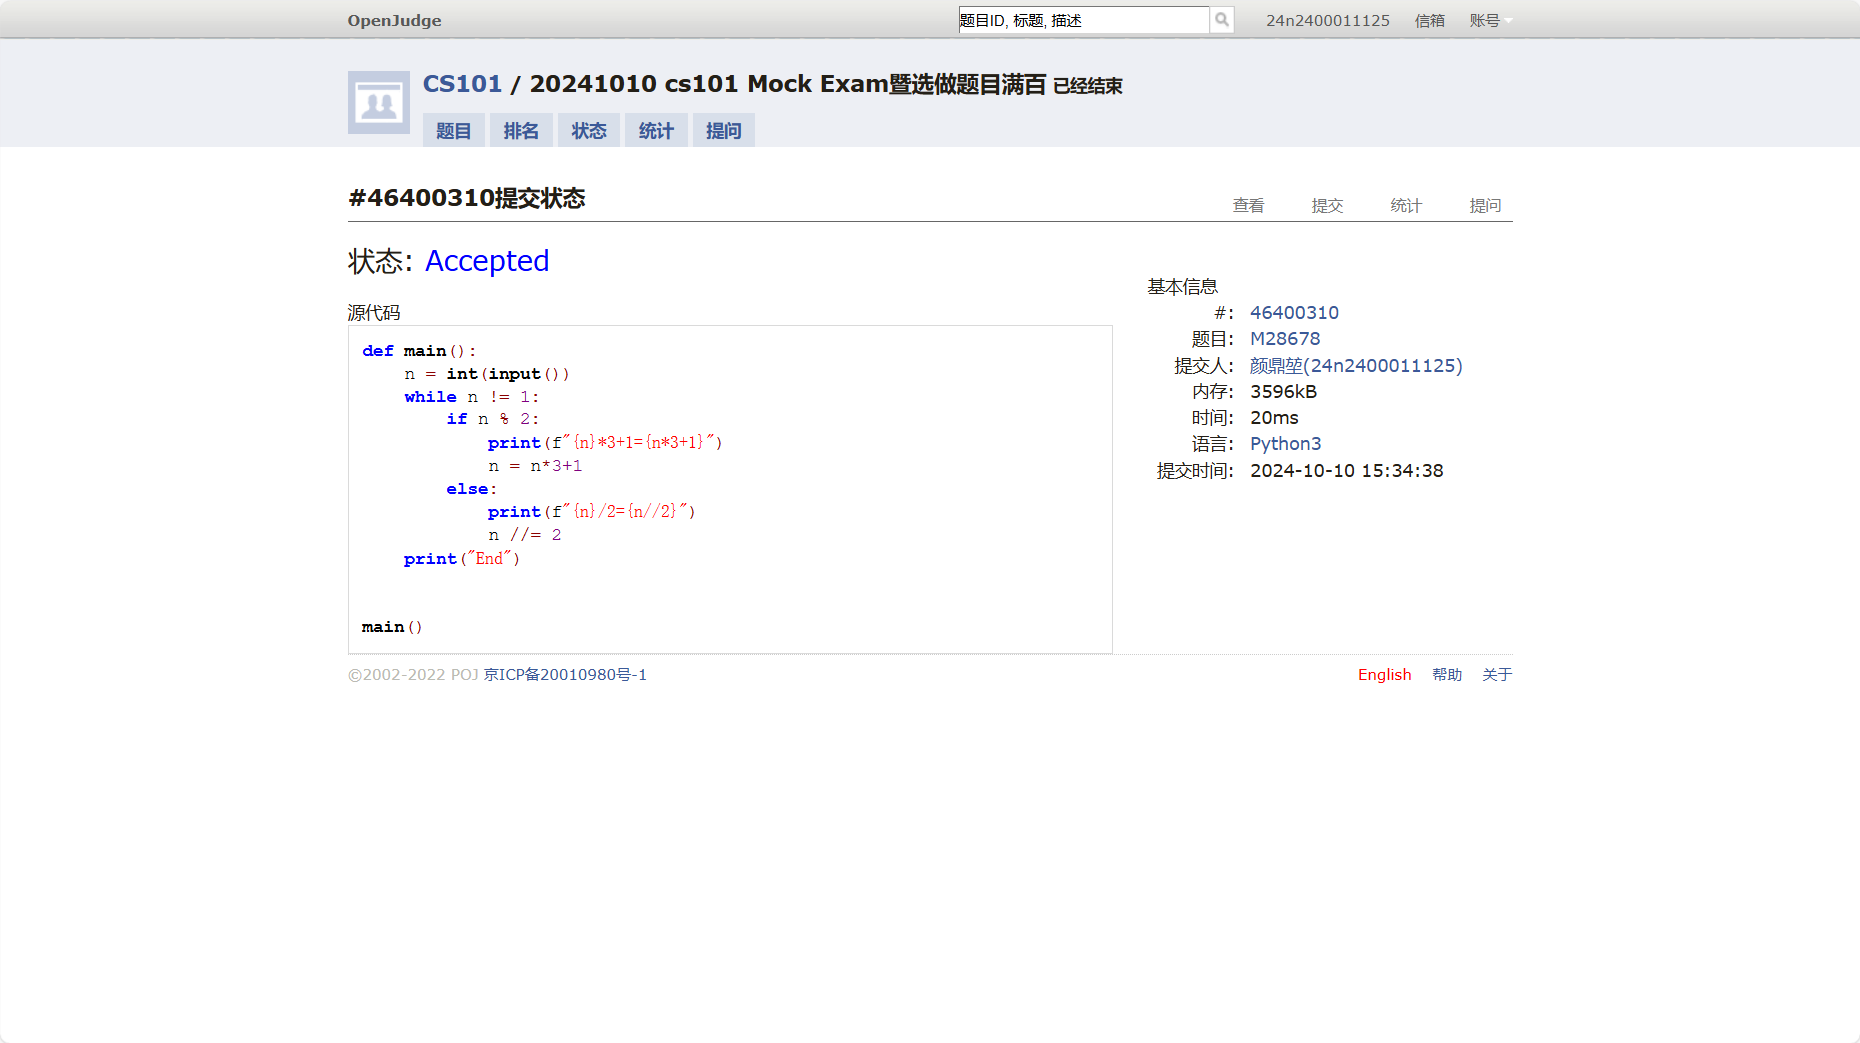 OpenJudge
题目ID, 标题, 描述
24n2400011125 信箱 账号
CS101 / 20241010 cs101 Mock Exam暨选做题目满百 已经结束
题目 排名 状态 统计 提问
#46400310提交状态
查看 提交 统计 提问
状态: Accepted
源代码
def main():
    n = int(input())
    while n != 1:
        if n % 2:
            print(f"{n}*3+1={n*3+1}")
            n = n*3+1
        else:
            print(f"{n}/2={n//2}")
            n //= 2
    print("End")
main()
基本信息
#: 46400310
题目: M28678
提交人: 颜鼎堃(24n2400011125)
内存: 3596kB
时间: 20ms
语言: Python3
提交时间: 2024-10-10 15:34:38
©2002-2022 POJ 京ICP备20010980号-1
English 帮助 关于